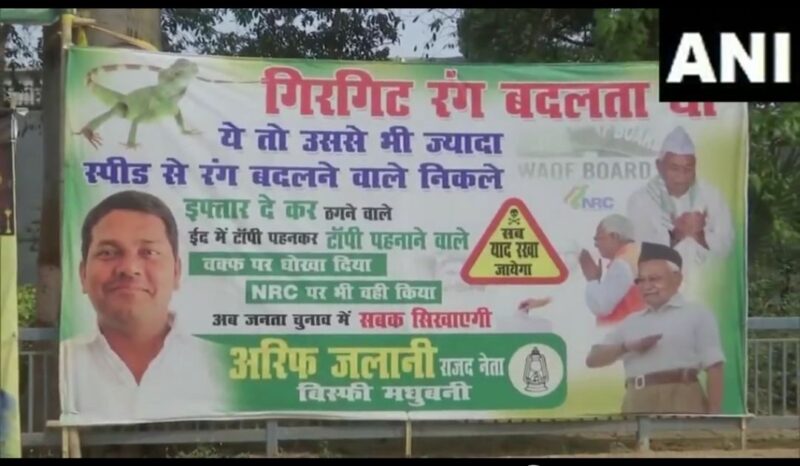 ANI
गिरगिट रंग बदलता था
ये तो उससे भी ज्यादा
स्पीड से रंग बदलने वाले निकले
WAQF BOARD
NRC
इफ्तार दे कर ठगने वाले
ईद में टॉपी पहनकर टॉपी पहनाने वाले
वक्फ पर धोखा दिया
NRC पर भी वही किया
अब जनता चुनाव में सबक सिखाएगी
सब
याद रखा
जायेगा
अरिफ जलानी राजद नेता
बिस्फी मधुबनी